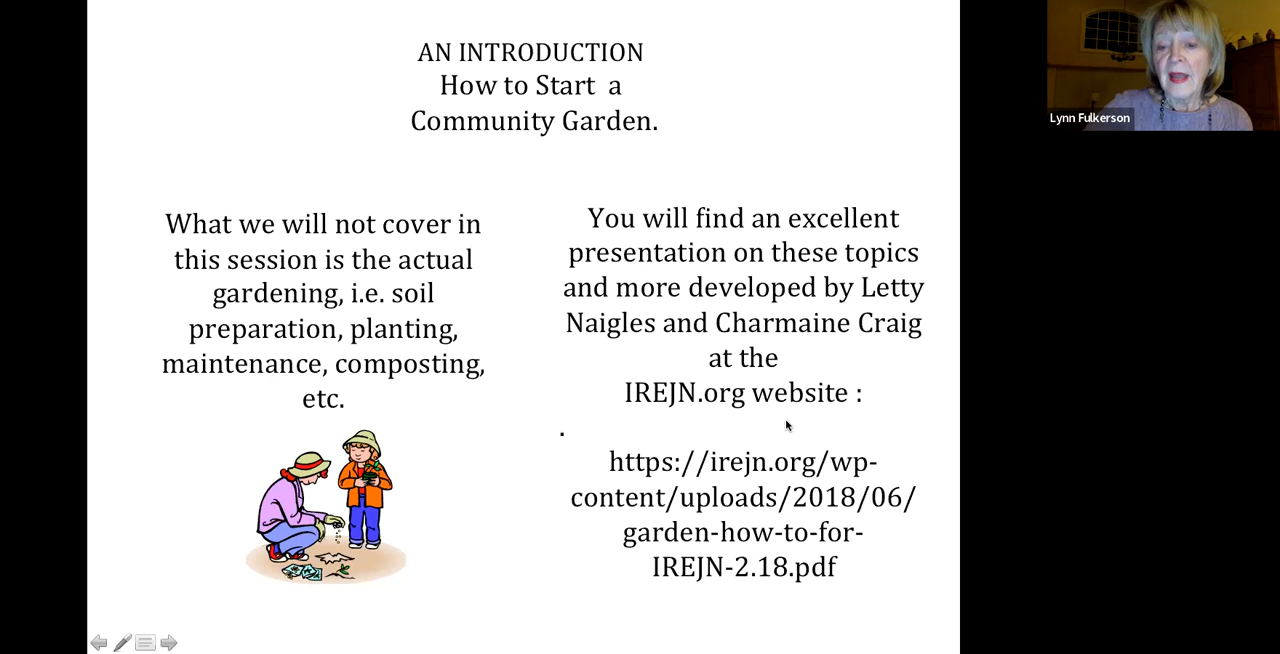 AN INTRODUCTION
How to Start a
Community Garden.
What we will not cover in
this session is the actual
gardening, i.e. soil
preparation, planting,
maintenance, composting,
etc.
You will find an excellent
presentation on these topics
and more developed by Letty
Naigles and Charmaine Craig
at the
IREJN.org website :
.
https://irejn.org/wp-
content/uploads/2018/06/
garden-how-to-for-
IREJN-2.18.pdf
Lynn Fulkerson